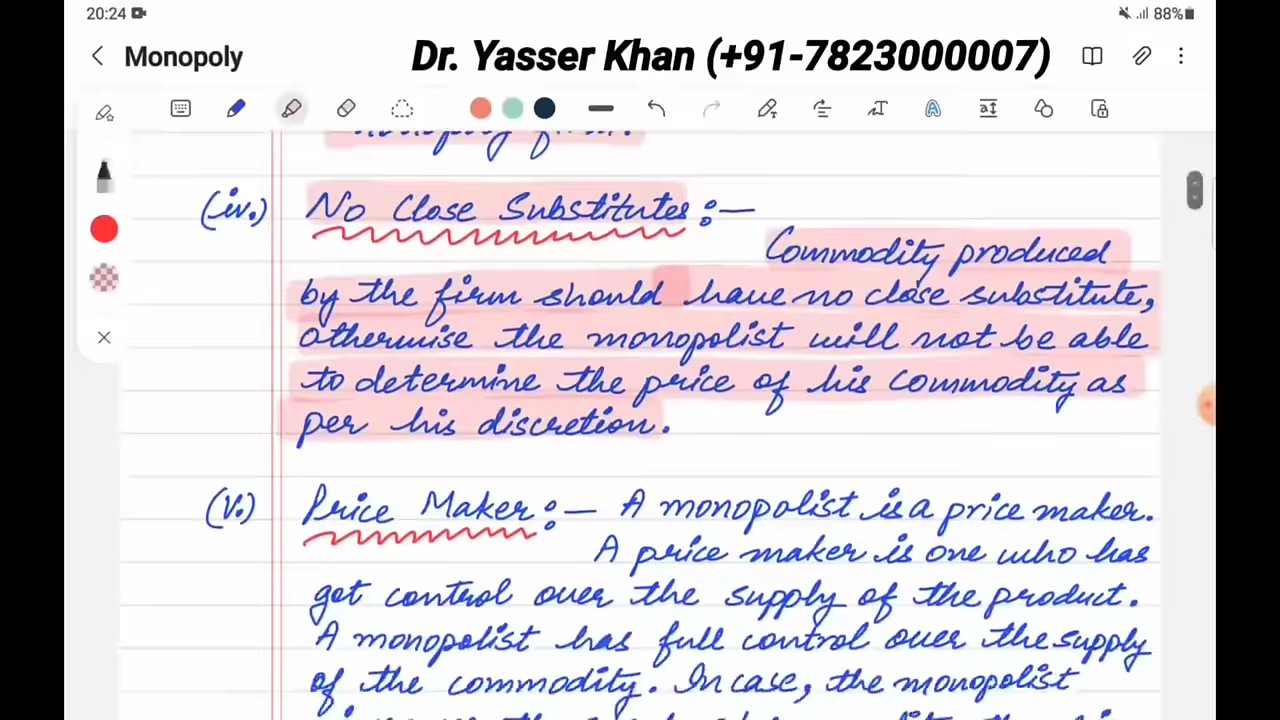 20:24
88%
Monopoly
Dr. Yasser Khan (+91-7823000007)
monopoly firm.
(iv.) No Close Substitutes :—
Commodity produced
by the firm should have no close substitute,
otherwise the monopolist will not be able
to determine the price of his commodity as
per his discretion.
(v.) Price Maker :— A monopolist is a price maker.
A price maker is one who has
got control over the supply of the product.
A monopolist has full control over the supply
of the commodity. In case, the monopolist